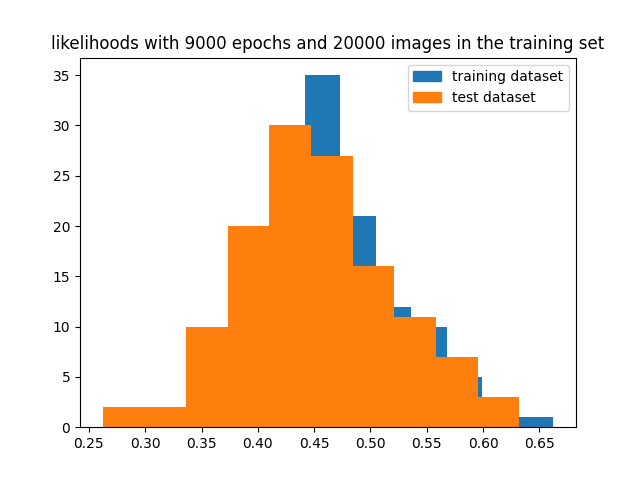 likelihoods with 9000 epochs and 20000 images in the training set
training dataset
test dataset
35
30
25
20
15
10
5
0
0.25 0.30 0.35 0.40 0.45 0.50 0.55 0.60 0.65